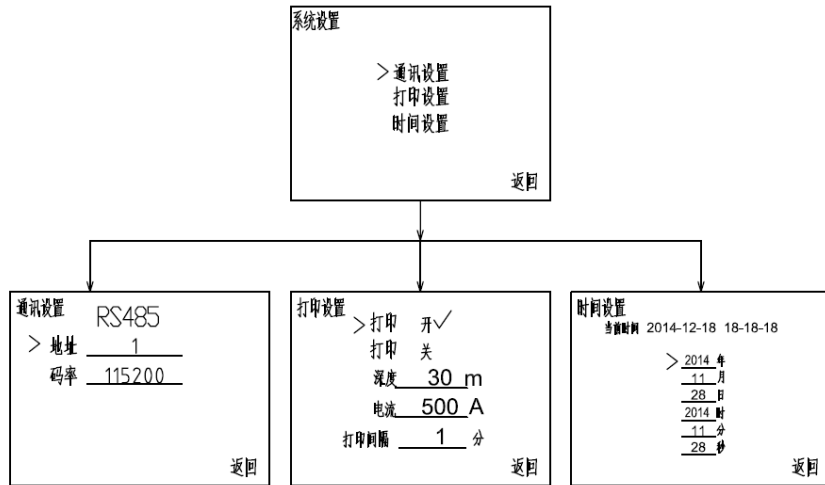 系统设置
>通讯设置
打印设置
时间设置
返回
通讯设置
RS485
> 地址 1
码率 115200
返回
打印设置
>打印 开✓
打印 关
深度 30 m
电流 500 A
打印间隔 1 分
返回
时间设置
当前时间 2014-12-18 18-18-18
> 2014 年
11 月
28 日
2014 时
11 分
28 秒
返回